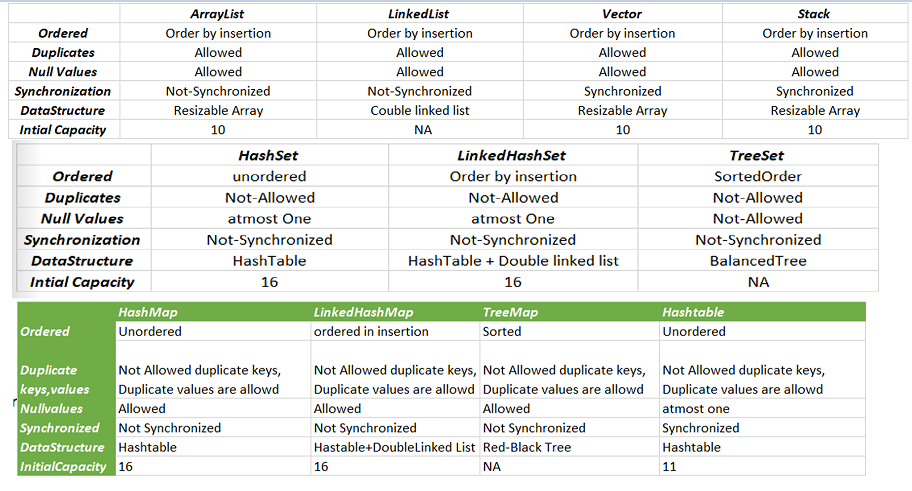 ArrayList LinkedList Vector Stack
Ordered Order by insertion Order by insertion Order by insertion Order by insertion
Duplicates Allowed Allowed Allowed Allowed
Null Values Allowed Allowed Allowed Allowed
Synchronization Not-Synchronized Not-Synchronized Synchronized Synchronized
DataStructure Resizable Array Couble linked list Resizable Array Resizable Array
Intial Capacity 10 NA 10 10
HashSet LinkedHashSet TreeSet
Ordered unordered Order by insertion SortedOrder
Duplicates Not-Allowed Not-Allowed Not-Allowed
Null Values atmost One atmost One Not-Allowed
Synchronization Not-Synchronized Not-Synchronized Not-Synchronized
DataStructure HashTable HashTable + Double linked list BalancedTree
Intial Capacity 16 16 NA
HashMap LinkedHashMap TreeMap Hashtable
Ordered Unordered ordered in insertion Sorted Unordered
Duplicate Not Allowed duplicate keys, Not Allowed duplicate keys, Not Allowed duplicate keys, Not Allowed duplicate keys,
keys,values Duplicate values are allowd Duplicate values are allowd Duplicate values are allowd Duplicate values are allowd
Nullvalues Allowed Allowed Allowed atmost one
Synchronized Not Synchronized Not Synchronized Not Synchronized Synchronized
DataStructure Hashtable Hastable+DoubleLinked List Red-Black Tree Hashtable
InitialCapacity 16 16 NA 11